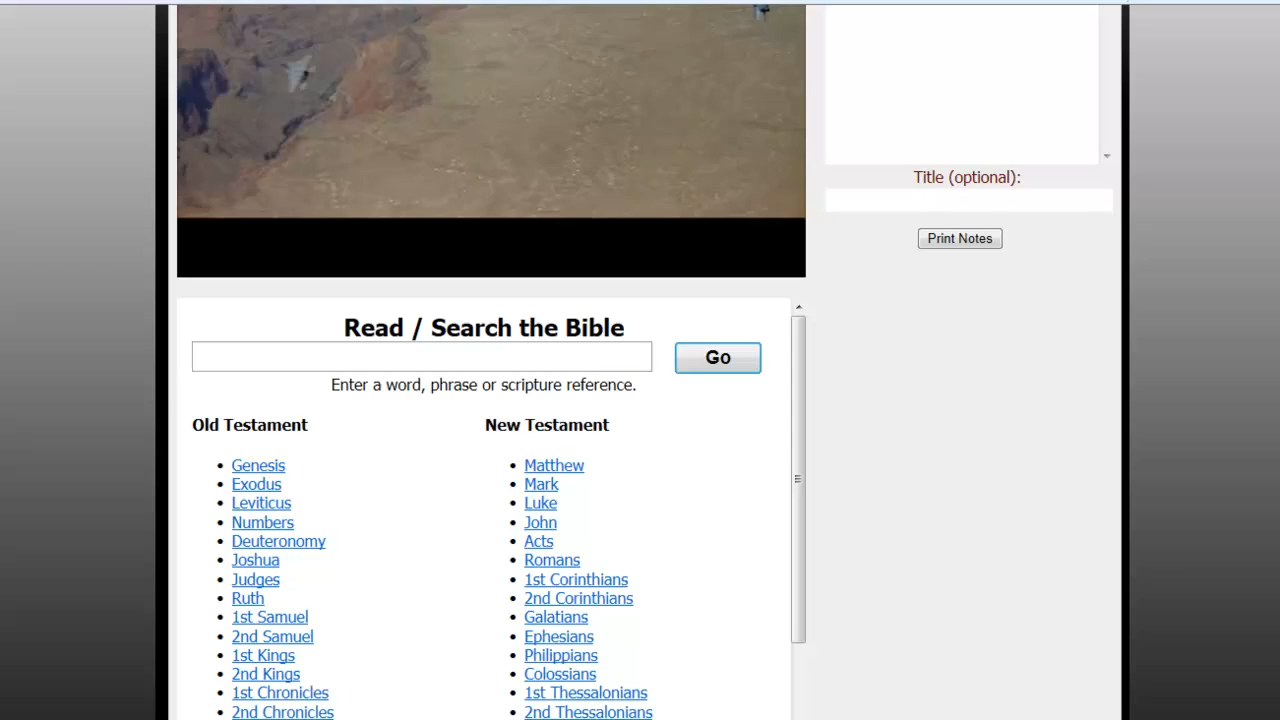 Title (optional):
Print Notes
Read / Search the Bible
Go
Enter a word, phrase or scripture reference.
Old Testament
Genesis
Exodus
Leviticus
Numbers
Deuteronomy
Joshua
Judges
Ruth
1st Samuel
2nd Samuel
1st Kings
2nd Kings
1st Chronicles
2nd Chronicles
New Testament
Matthew
Mark
Luke
John
Acts
Romans
1st Corinthians
2nd Corinthians
Galatians
Ephesians
Philippians
Colossians
1st Thessalonians
2nd Thessalonians